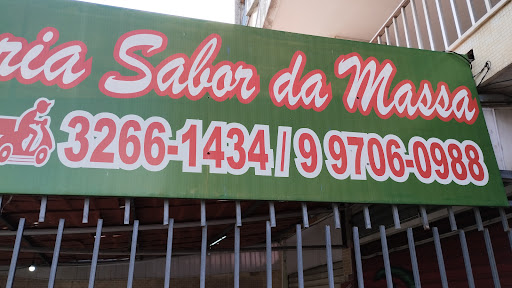 ria Sabor da Massa
3266-1434 / 9 9706-0988